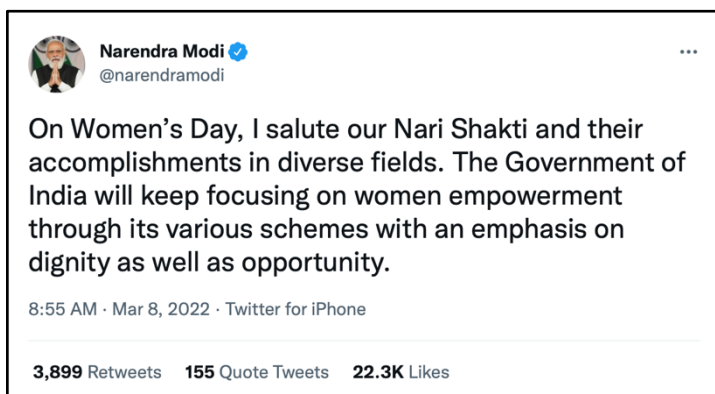 Narendra Modi
@narendramodi
On Women’s Day, I salute our Nari Shakti and their
accomplishments in diverse fields. The Government of
India will keep focusing on women empowerment
through its various schemes with an emphasis on
dignity as well as opportunity.
8:55 AM · Mar 8, 2022 · Twitter for iPhone
3,899 Retweets 155 Quote Tweets 22.3K Likes